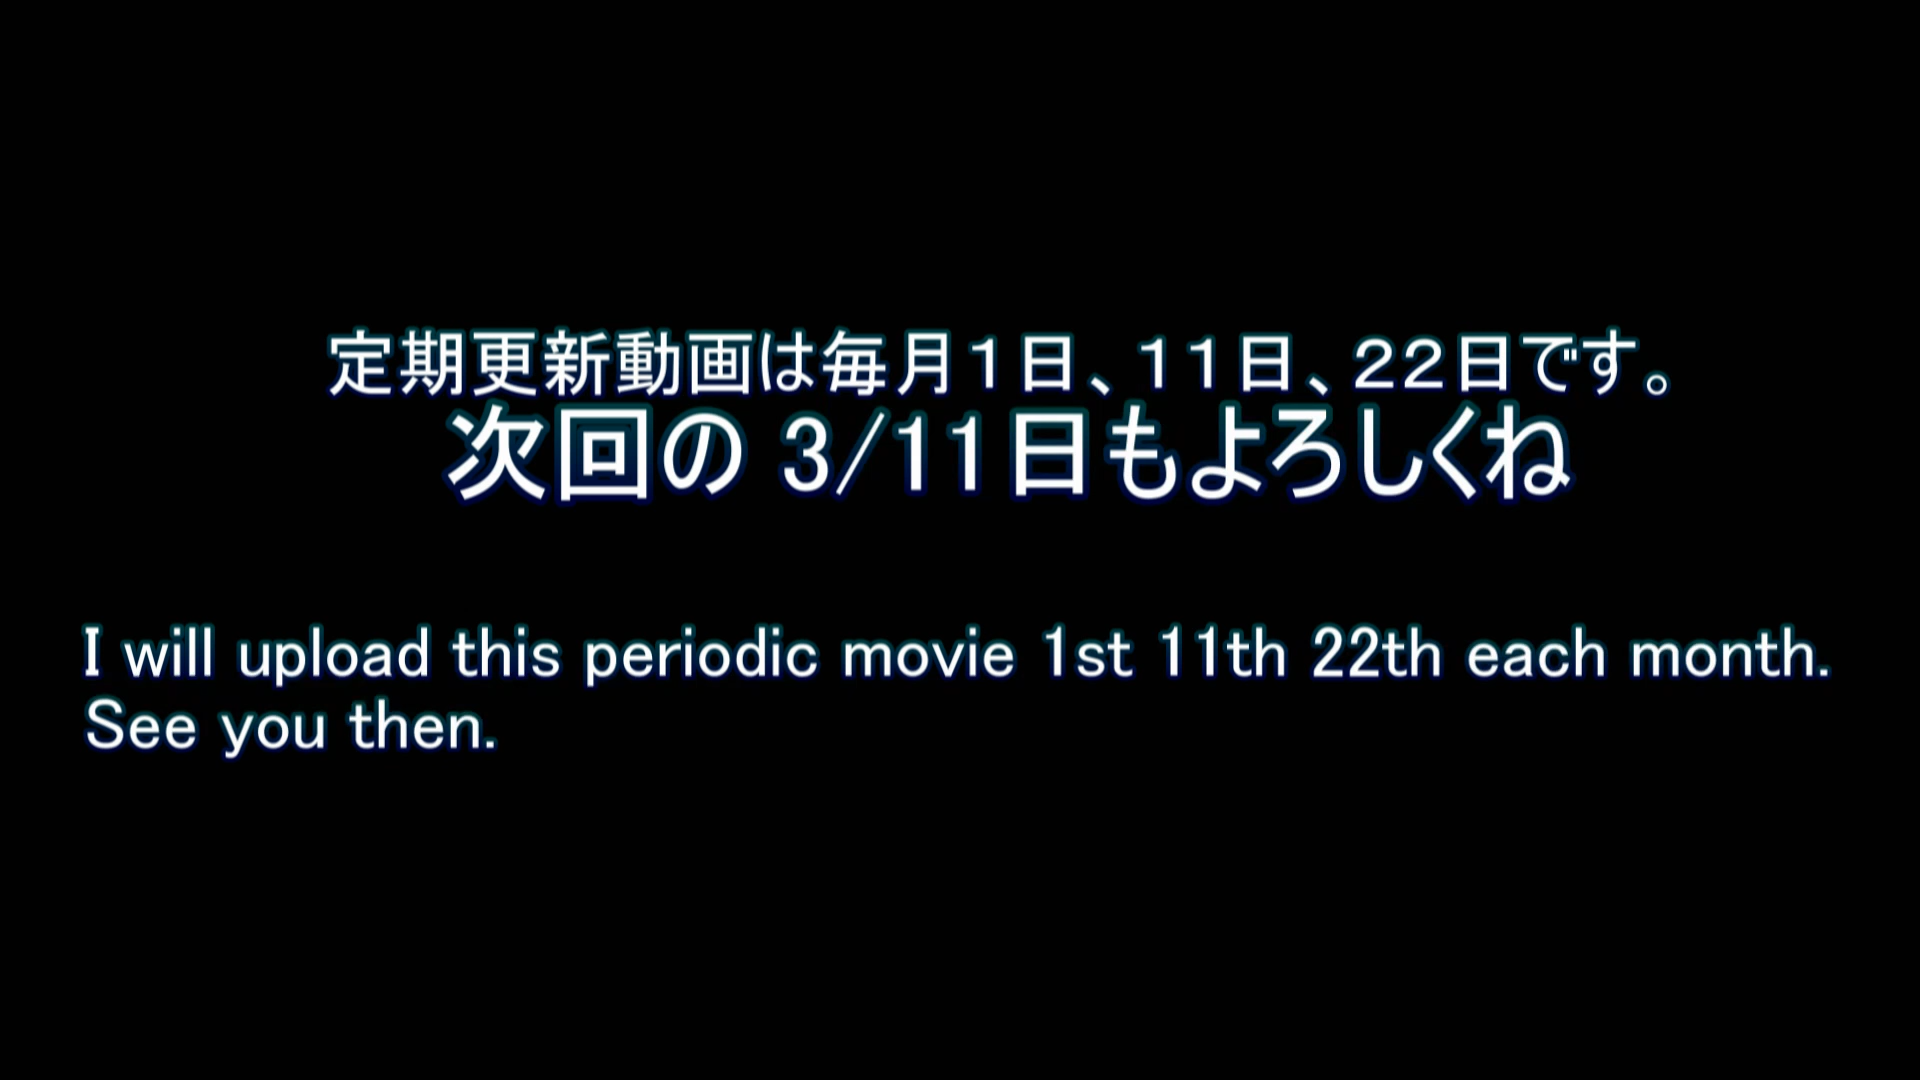 定期更新動画は毎月１日、１１日、２２日です。
次回の 3/11日もよろしくね
I will upload this periodic movie 1st 11th 22th each month.
See you then.